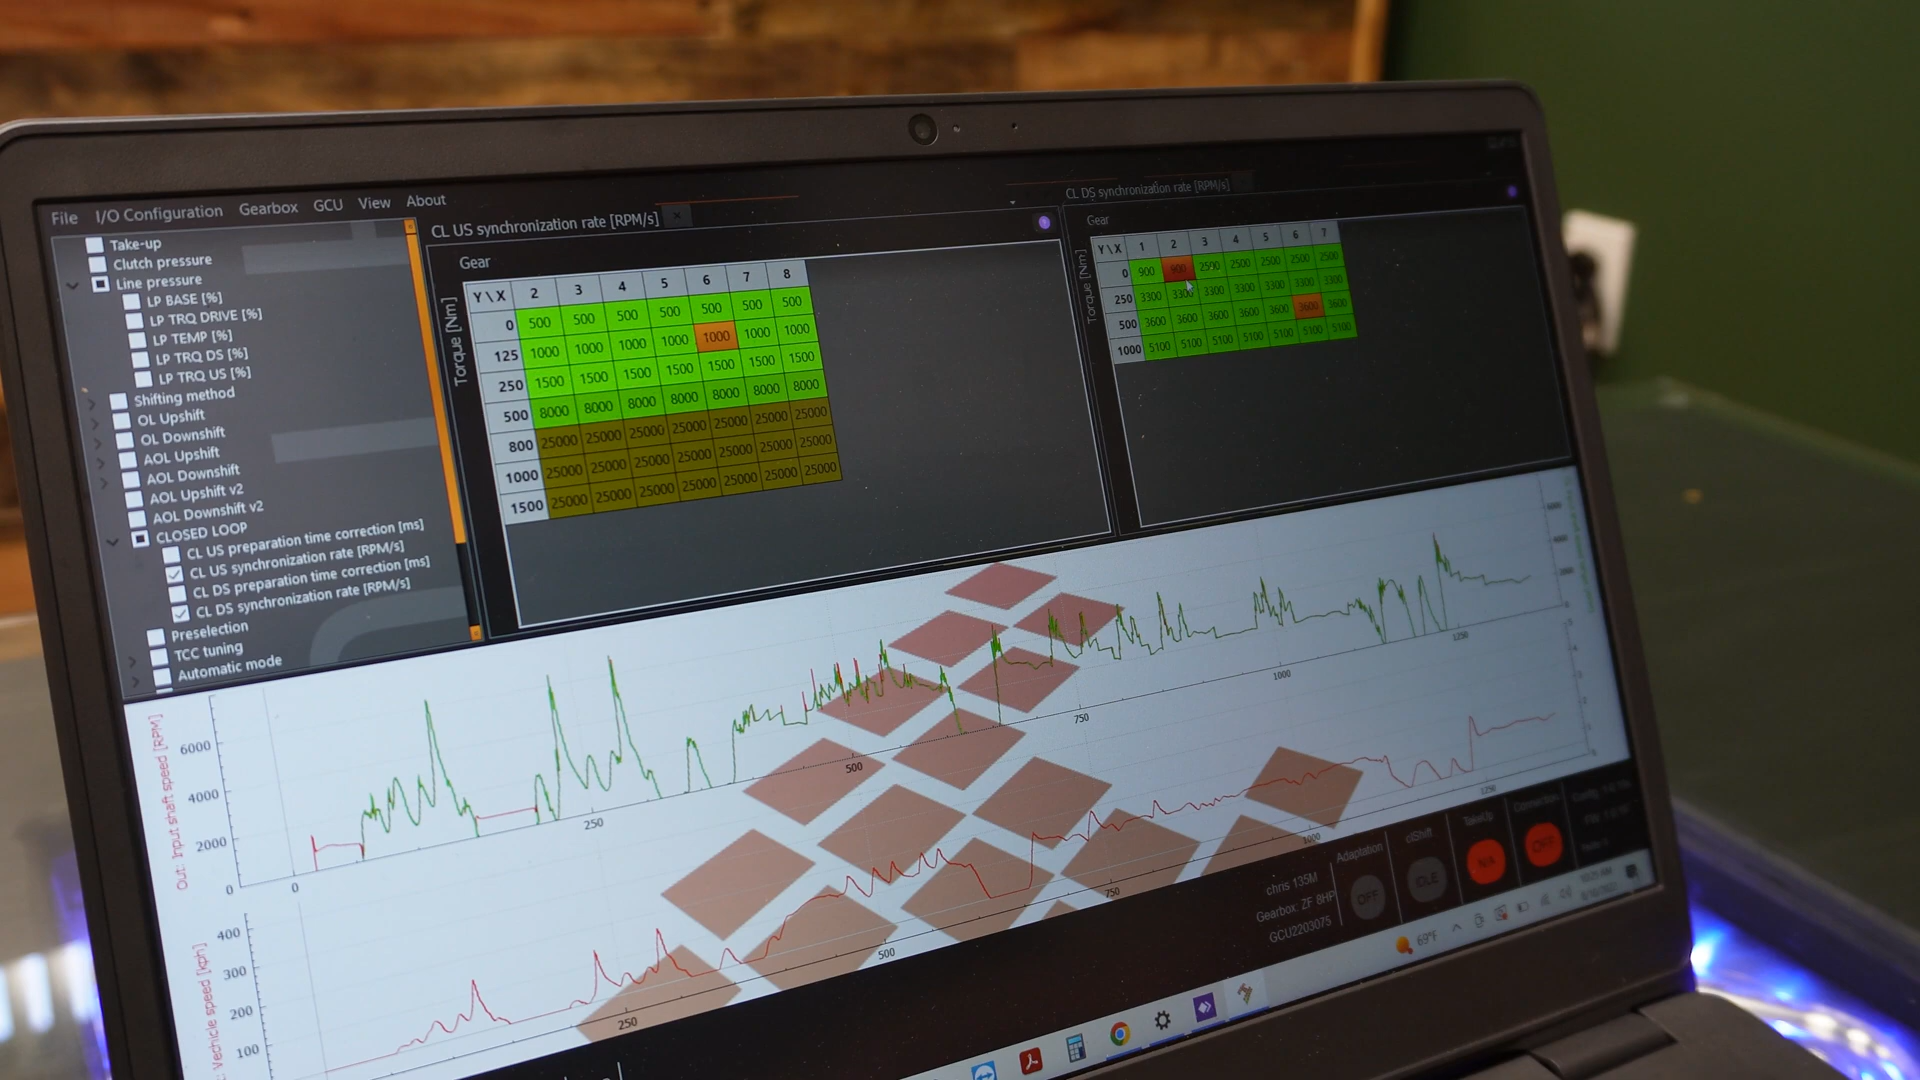 File I/O Configuration Gearbox GCU View About
Take-up
Clutch pressure
Line pressure
LP BASE [%]
LP TRQ DRIVE [%]
LP TEMP [%]
LP TRQ DS [%]
LP TRQ US [%]
Shifting method
OL Upshift
OL Downshift
AOL Upshift
AOL Downshift
AOL Upshift v2
AOL Downshift v2
CLOSED LOOP
CL US preparation time correction [ms]
CL US synchronization rate [RPM/s]
CL DS preparation time correction [ms]
CL DS synchronization rate [RPM/s]
Preselection
TCC tuning
Automatic mode
CL US synchronization rate [RPM/s]
Gear
Torque [Nm]
Y \ X 2 3 4 5 6 7 8
0 500 500 500 500 500 500 500
125 1000 1000 1000 1000 1000 1000 1000
250 1500 1500 1500 1500 1500 1500 1500
500 8000 8000 8000 8000 8000 8000 8000
800 25000 25000 25000 25000 25000 25000 25000
1000 25000 25000 25000 25000 25000 25000 25000
1500 25000 25000 25000 25000 25000 25000 25000
CL DS synchronization rate [RPM/s]
Gear
Torque [Nm]
Y \ X 1 2 3 4 5 6 7
0 900 900 2500 2500 2500 2500 2500
250 3300 3300 3300 3300 3300 3300 3300
500 3600 3600 3600 3600 3600 3600 3600
1000 5100 5100 5100 5100 5100 5100 5100
Out: Input shaft speed [RPM]
6000
4000
2000
0
0 250 500 750 1000 1250
Vechicle speed [kph]
400
300
200
100
250 500 750 1000 1250
chris 135M
Gearbox: ZF 8HP
GCU2203075
Adaptation
OFF
clShift
IDLE
TakeUp
N/A
Connection
OFF
69°F